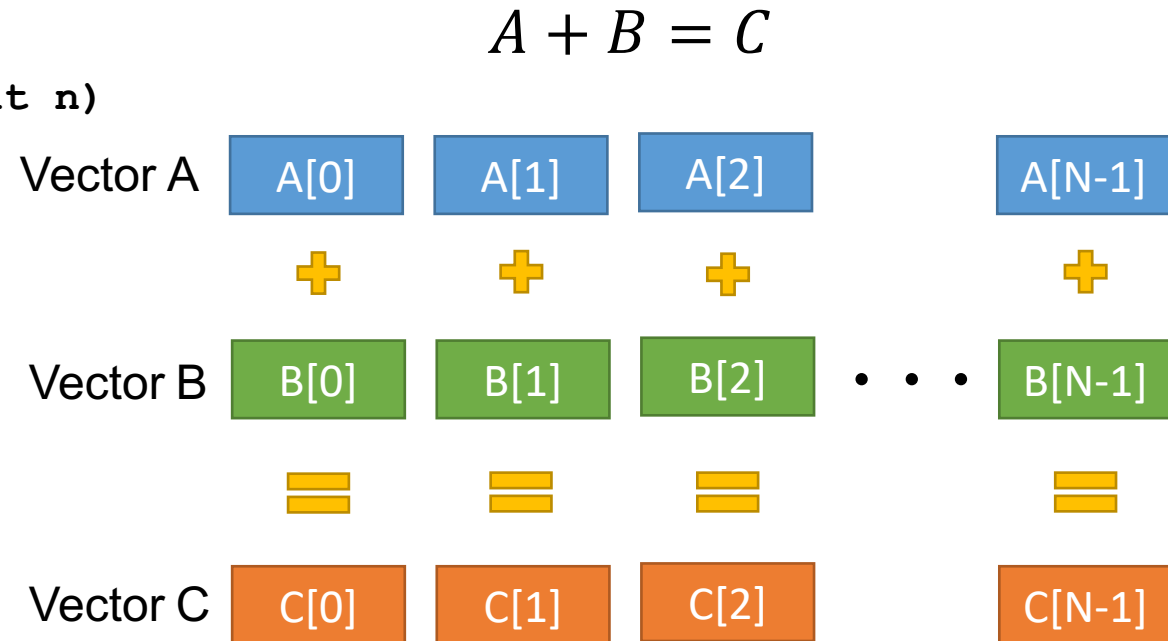 A + B = C
t n)
Vector A A[0] A[1] A[2] A[N-1]
+ + + +
Vector B B[0] B[1] B[2] • • • B[N-1]
= = = =
Vector C C[0] C[1] C[2] C[N-1]